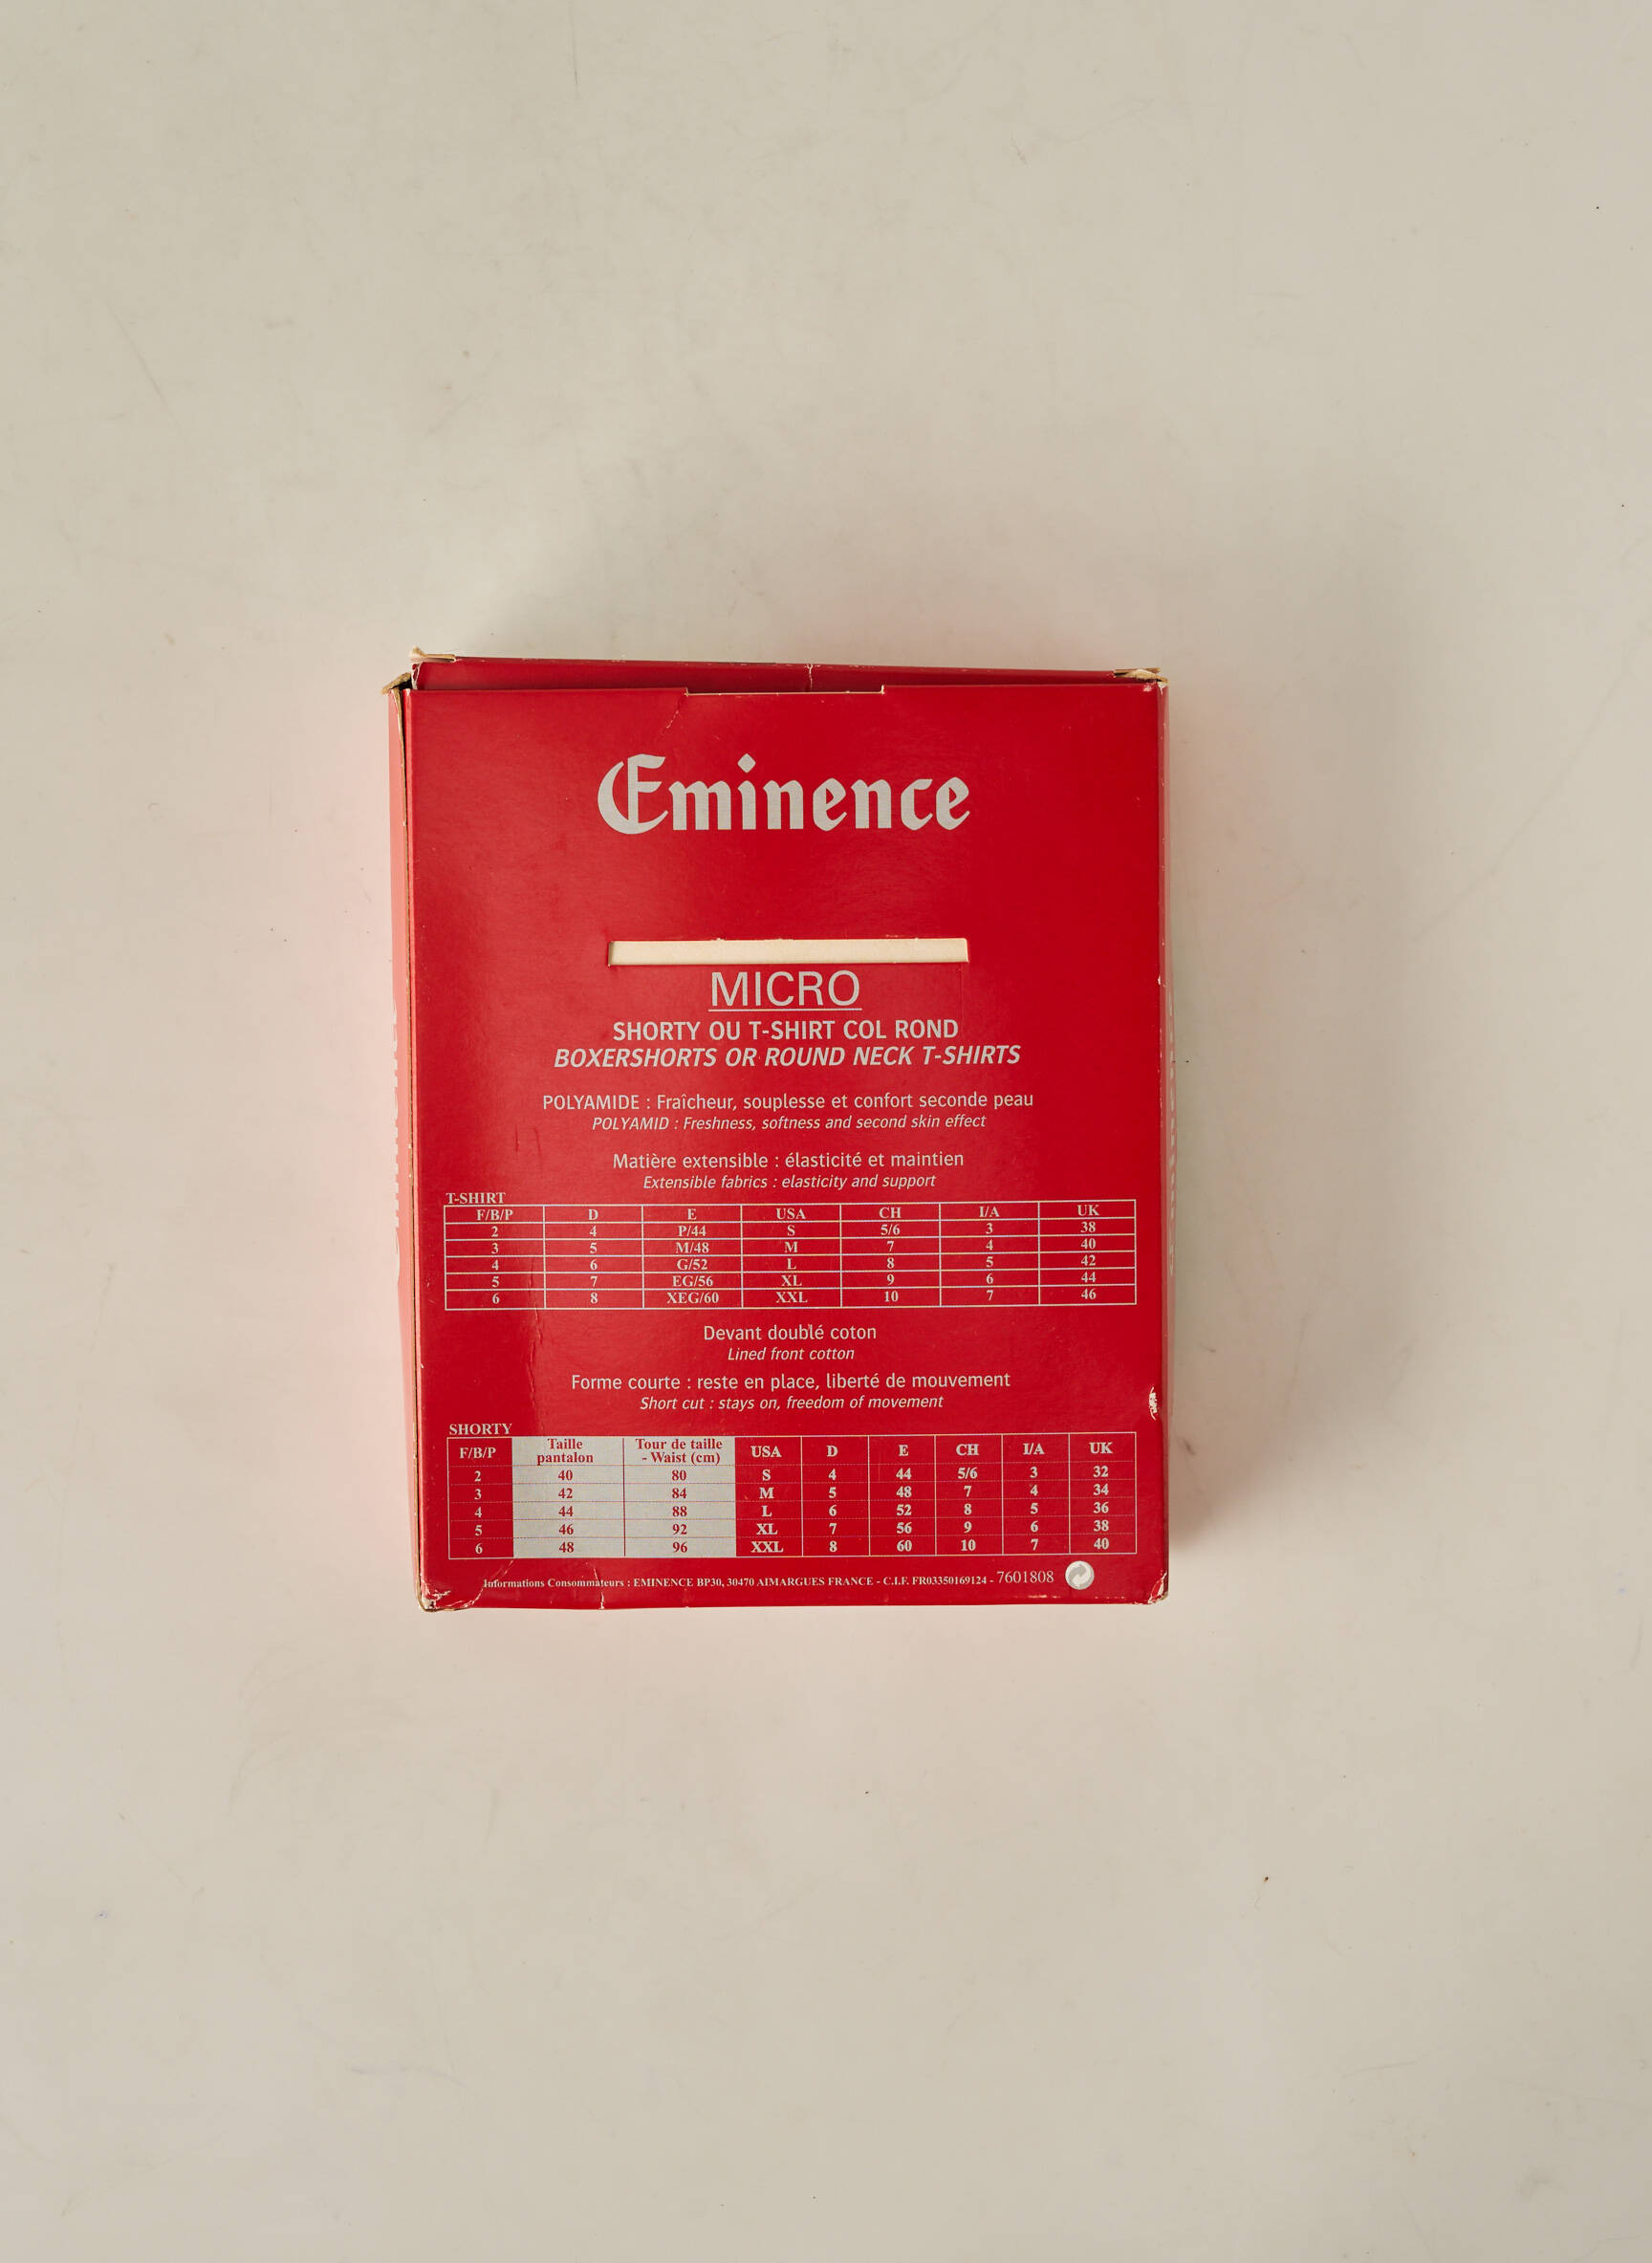 Eminence
MICRO
SHORTY OU T-SHIRT COL ROND
BOXERSHORTS OR ROUND NECK T-SHIRTS
POLYAMIDE : Fraîcheur, souplesse et confort seconde peau
POLYAMID : Freshness, softness and second skin effect
Matière extensible : élasticité et maintien
Extensible fabrics : elasticity and support
T-SHIRT
F/B/P D E USA CH I/A UK
2 4 P/44 S 5/6 3 38
3 5 M/48 M 7 4 40
4 6 G/52 L 8 5 42
5 7 EG/56 XL 9 6 44
6 8 XEG/60 XXL 10 7 46
Devant doublé coton
Lined front cotton
Forme courte : reste en place, liberté de mouvement
Short cut : stays on, freedom of movement
SHORTY
F/B/P Taille pantalon Tour de taille - Waist (cm) USA D E CH I/A UK
2 40 80 S 4 44 5/6 3 32
3 42 84 M 5 48 7 4 34
4 44 88 L 6 52 8 5 36
5 46 92 XL 7 56 9 6 38
6 48 96 XXL 8 60 10 7 40
Informations Consommateurs : EMINENCE BP30, 30470 AIMARGUES FRANCE - C.I.F. FR03350169124 - 7601808